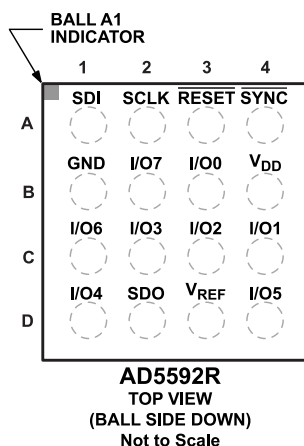 BALL A1
INDICATOR
1 2 3 4
SDI SCLK RESET SYNC
A
GND I/O7 I/O0 VDD
B
I/O6 I/O3 I/O2 I/O1
C
I/O4 SDO VREF I/O5
D
AD5592R
TOP VIEW
(BALL SIDE DOWN)
Not to Scale